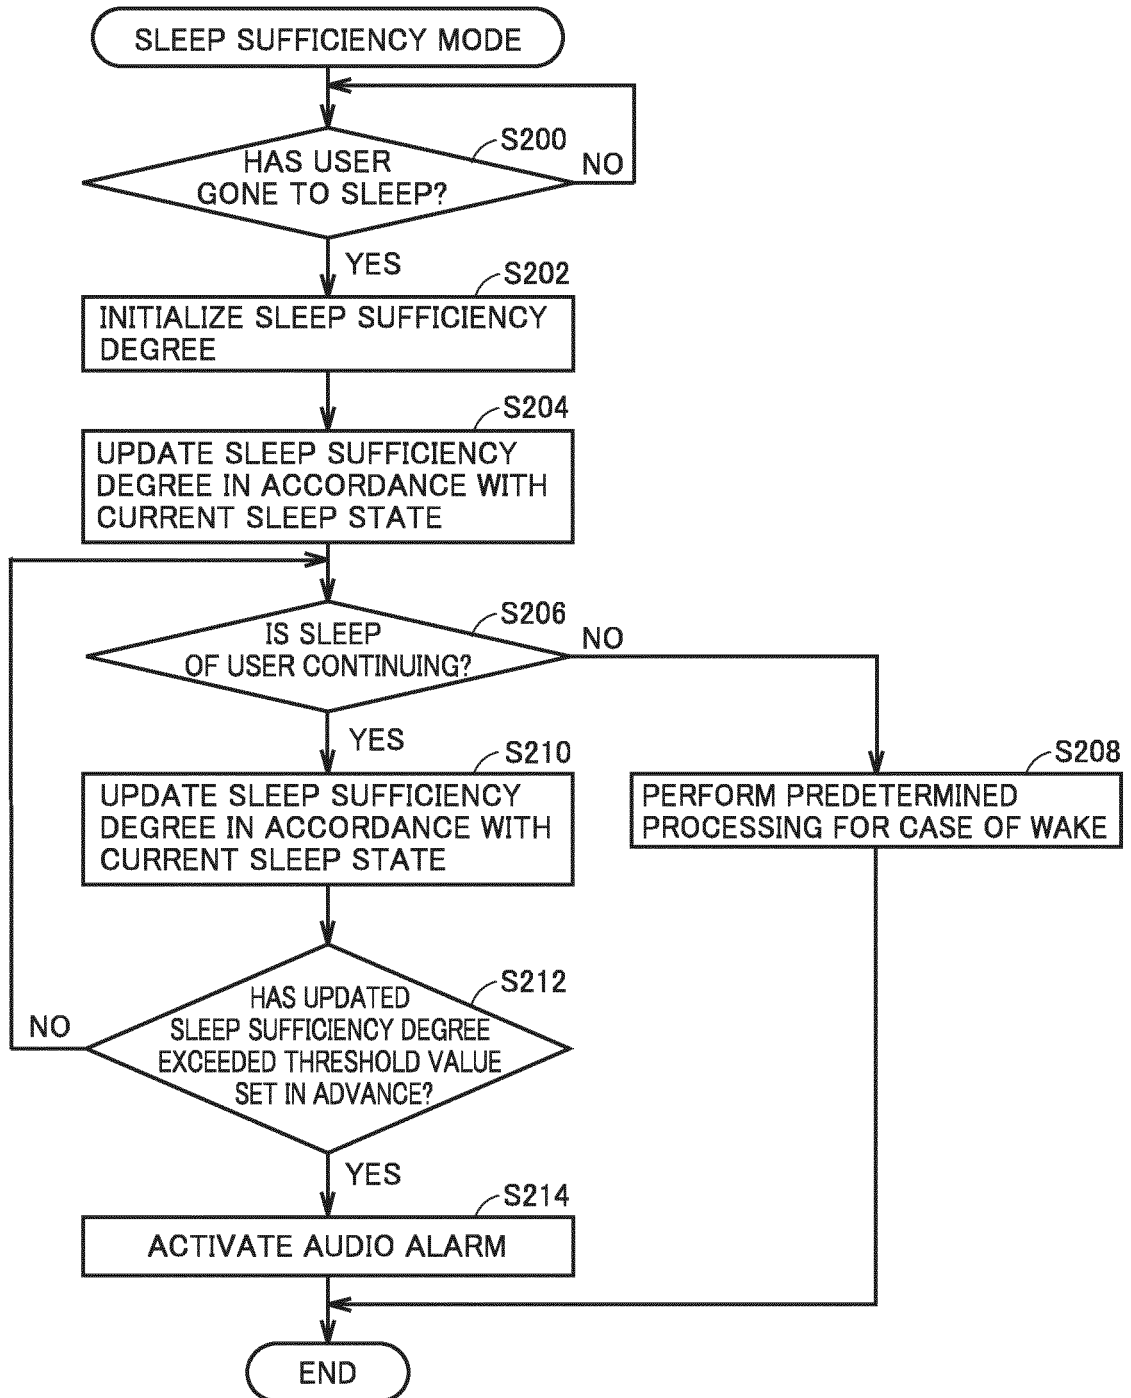 SLEEP SUFFICIENCY MODE
S200
HAS USER
GONE TO SLEEP?
NO
YES
S202
INITIALIZE SLEEP SUFFICIENCY
DEGREE
S204
UPDATE SLEEP SUFFICIENCY
DEGREE IN ACCORDANCE WITH
CURRENT SLEEP STATE
S206
IS SLEEP
OF USER CONTINUING?
NO
YES
S210
UPDATE SLEEP SUFFICIENCY
DEGREE IN ACCORDANCE WITH
CURRENT SLEEP STATE
S208
PERFORM PREDETERMINED
PROCESSING FOR CASE OF WAKE
S212
HAS UPDATED
SLEEP SUFFICIENCY DEGREE
EXCEEDED THRESHOLD VALUE
SET IN ADVANCE?
NO
YES
S214
ACTIVATE AUDIO ALARM
END